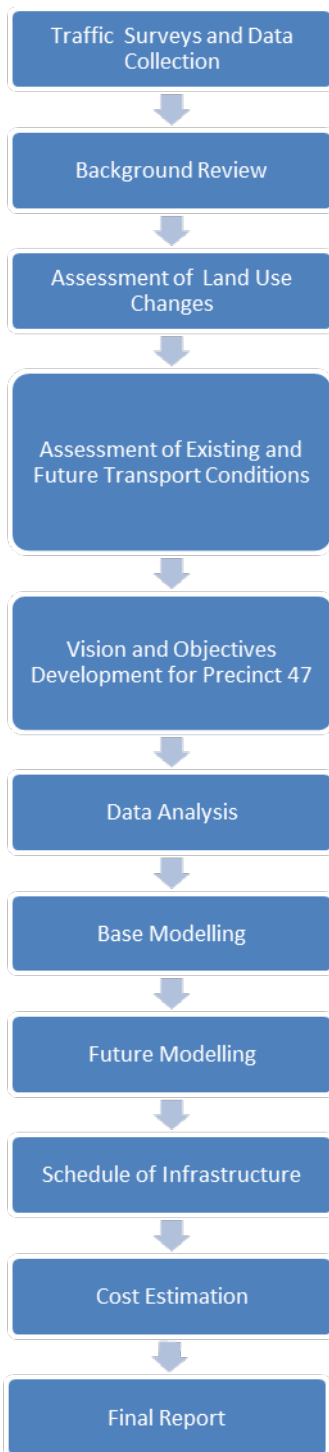 Traffic Surveys and Data
Collection
Background Review
Assessment of Land Use
Changes
Assessment of Existing and
Future Transport Conditions
Vision and Objectives
Development for Precinct 47
Data Analysis
Base Modelling
Future Modelling
Schedule of Infrastructure
Cost Estimation
Final Report